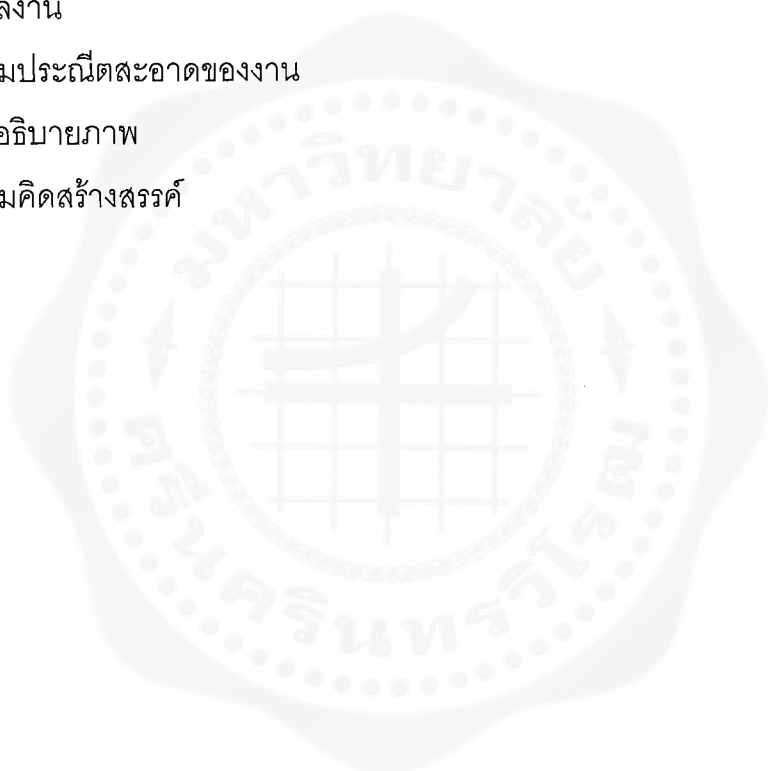 ลงาน
มประณีตสะอาดของงาน
อธิบายภาพ
มคิดสร้างสรรค์
มหาวิทยาลัย
ศรีนครินทรวิโรฒ